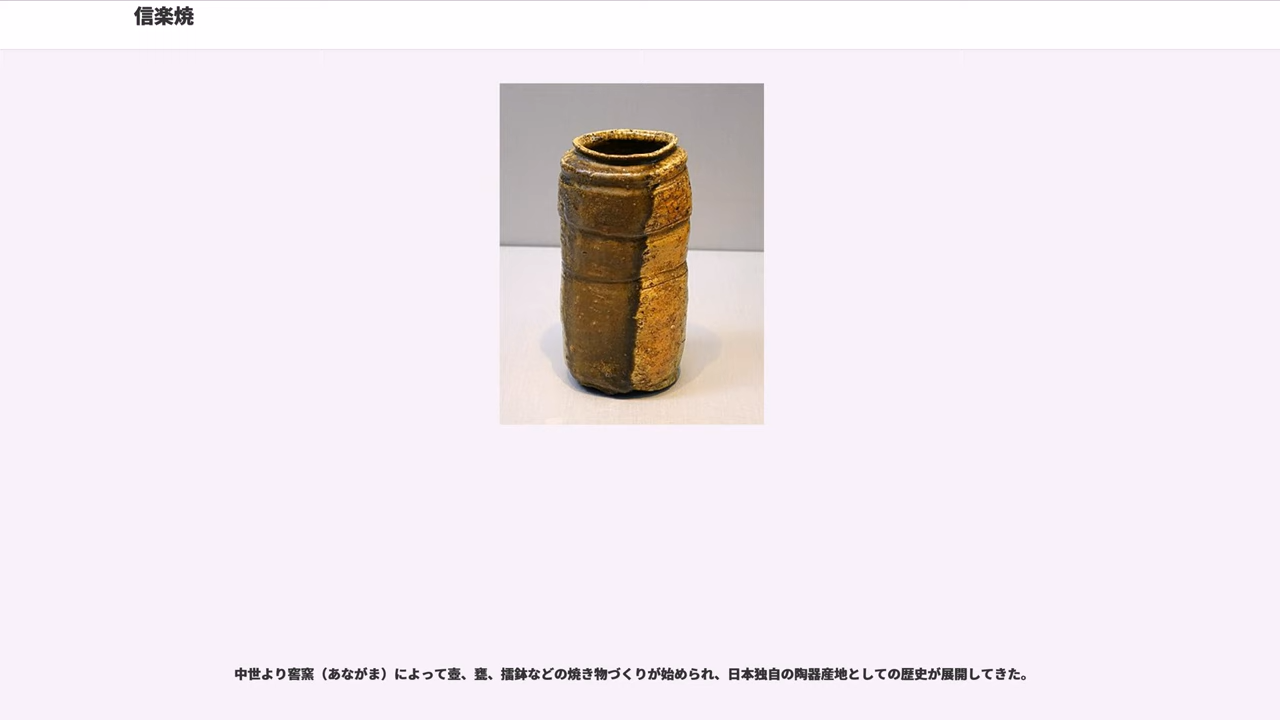 信楽焼
中世より窖窯（あながま）によって壺、甕、擂鉢などの焼き物づくりが始められ、日本独自の陶器産地としての歴史が展開してきた。